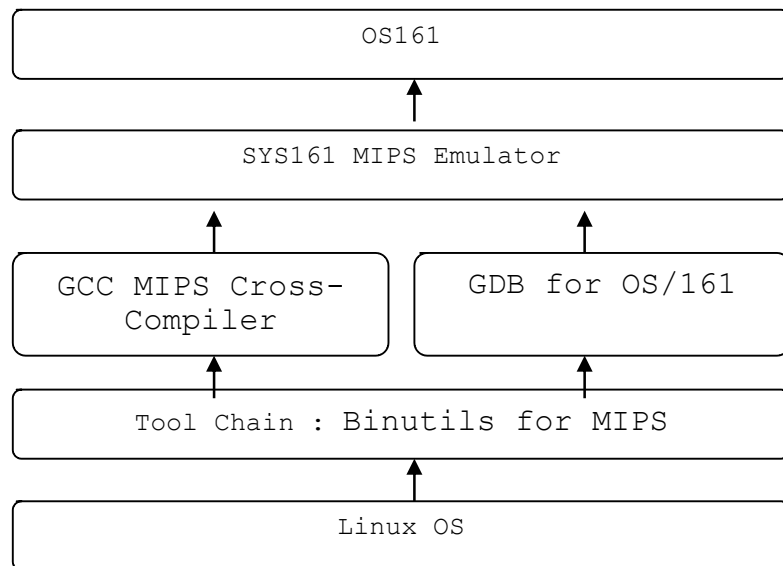 OS161
SYS161 MIPS Emulator
GCC MIPS Cross-
Compiler
GDB for OS/161
Tool Chain : Binutils for MIPS
Linux OS